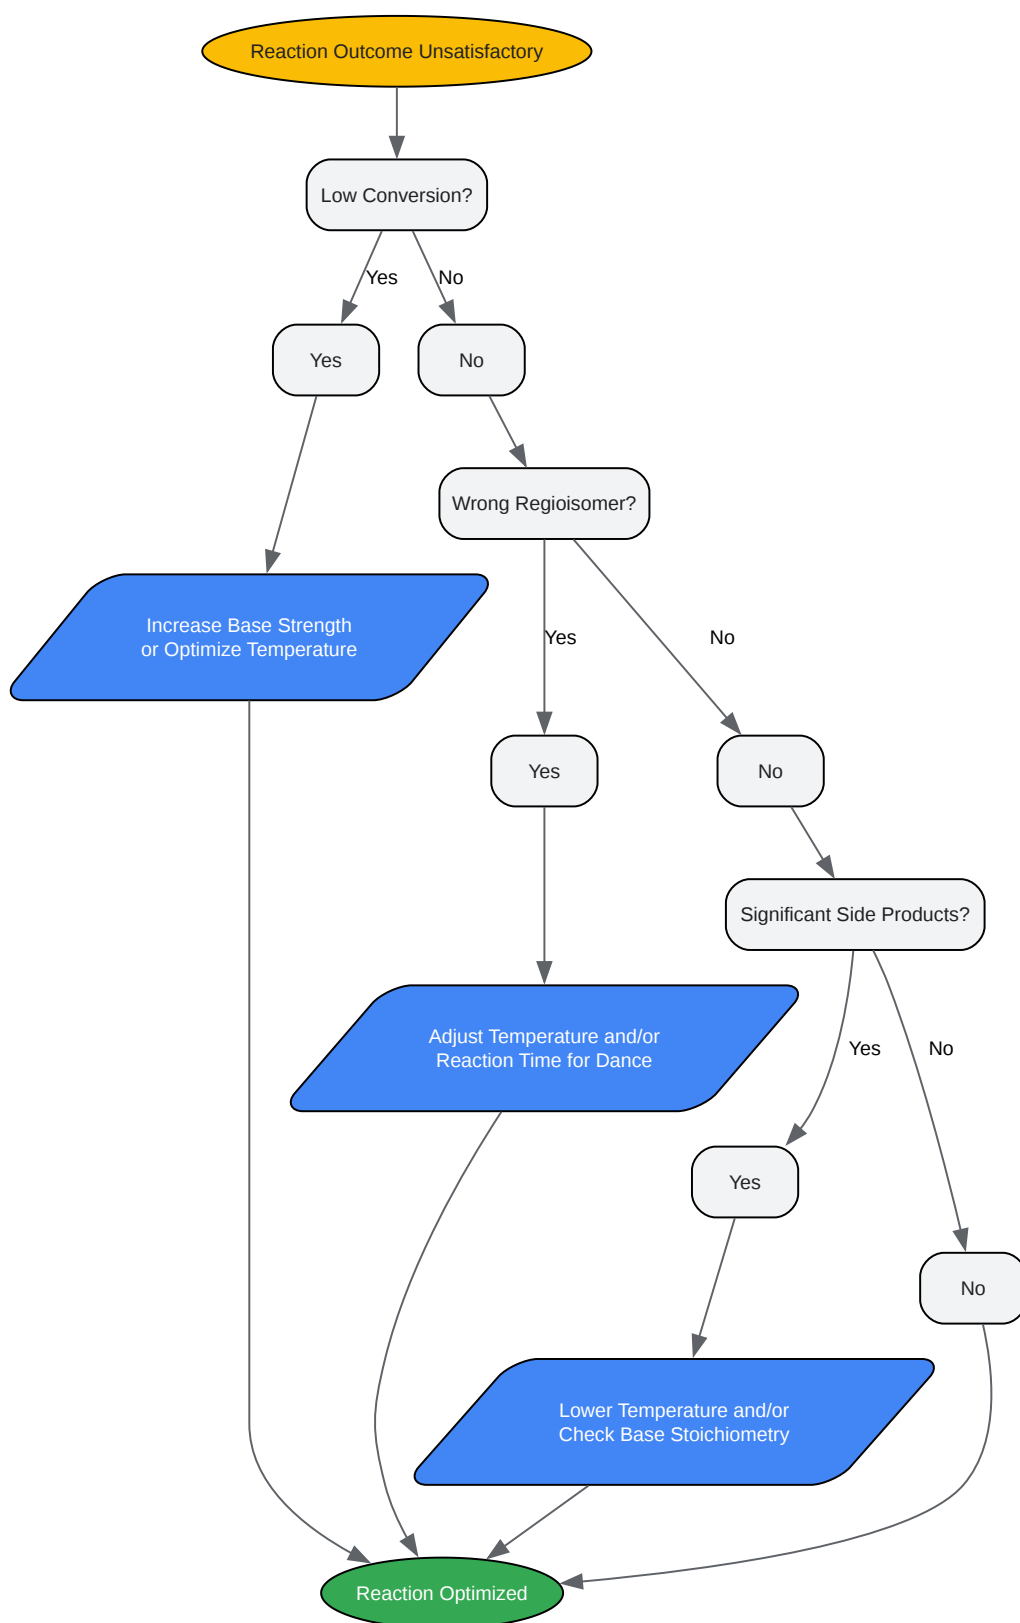 Reaction Outcome Unsatisfactory
Low Conversion?
Yes
No
Yes
No
Wrong Regioisomer?
Increase Base Strength
or Optimize Temperature
Yes
No
Yes
No
Significant Side Products?
Adjust Temperature and/or
Reaction Time for Dance
Yes
No
Yes
No
Lower Temperature and/or
Check Base Stoichiometry
Reaction Optimized